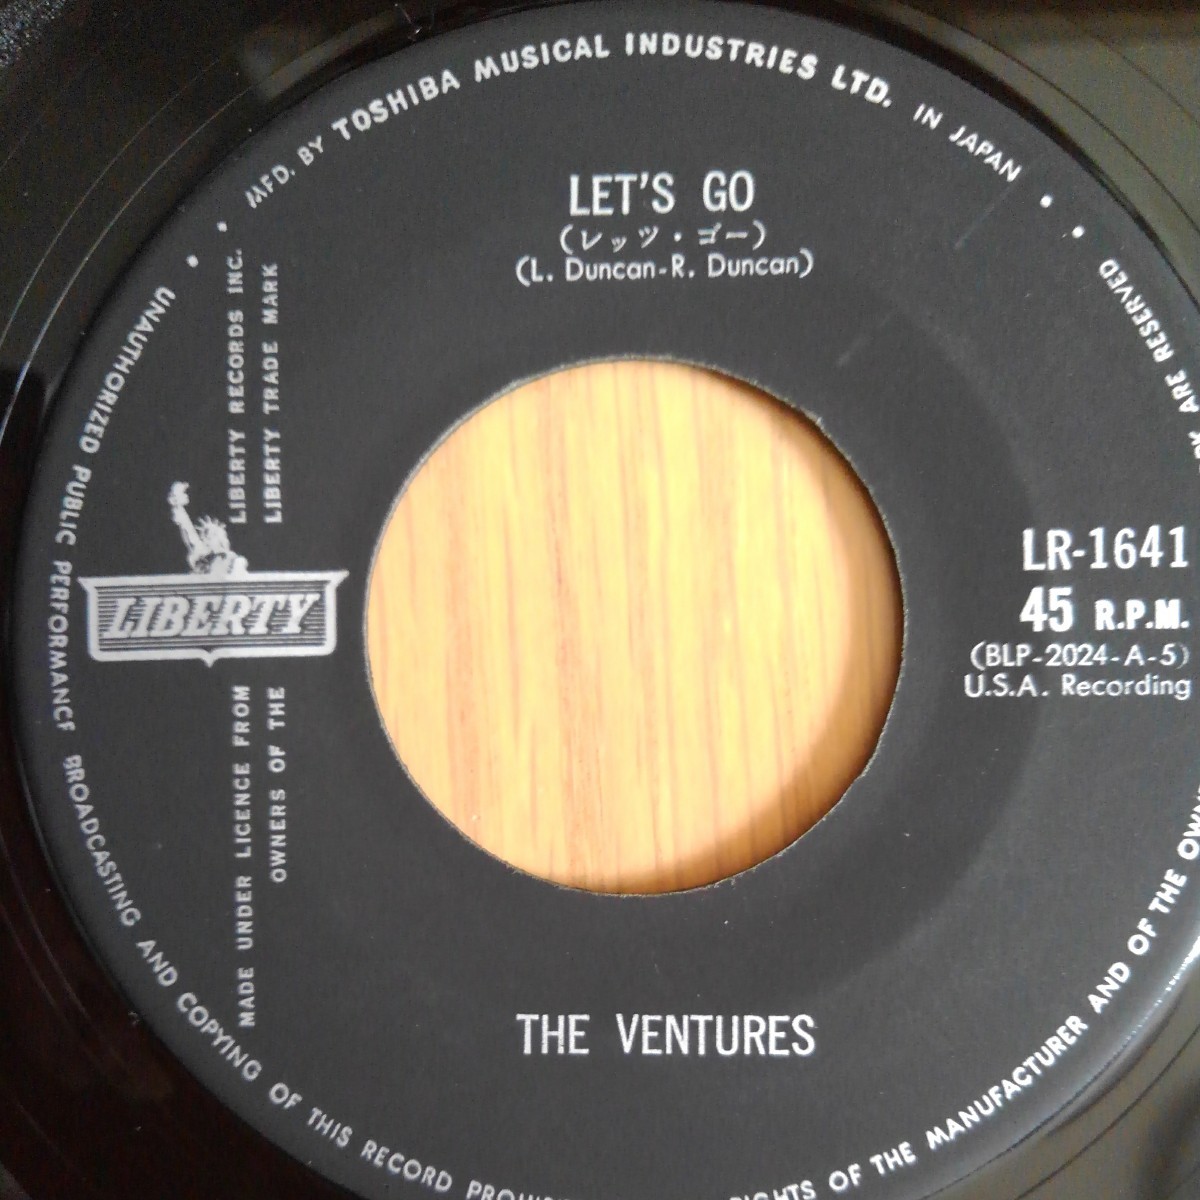 MFD. BY TOSHIBA MUSICAL INDUSTRIES LTD. IN JAPAN
LET'S GO
(レッツ・ゴー)
(L. Duncan-R. Duncan)
LIBERTY RECORDS INC.
LIBERTY TRADE MARK
LIBERTY
MADE UNDER LICENCE FROM
OWNERS OF THE
LR-1641
45 R.P.M.
(BLP-2024-A-5)
U.S.A. Recording
THE VENTURES
RIGHTS OF THE MANUFACTURER AND OF THE ARE RESERVED
UNAUTHORIZED PUBLIC PERFORMANCE BROADCASTING AND COPYING OF THIS RECORD